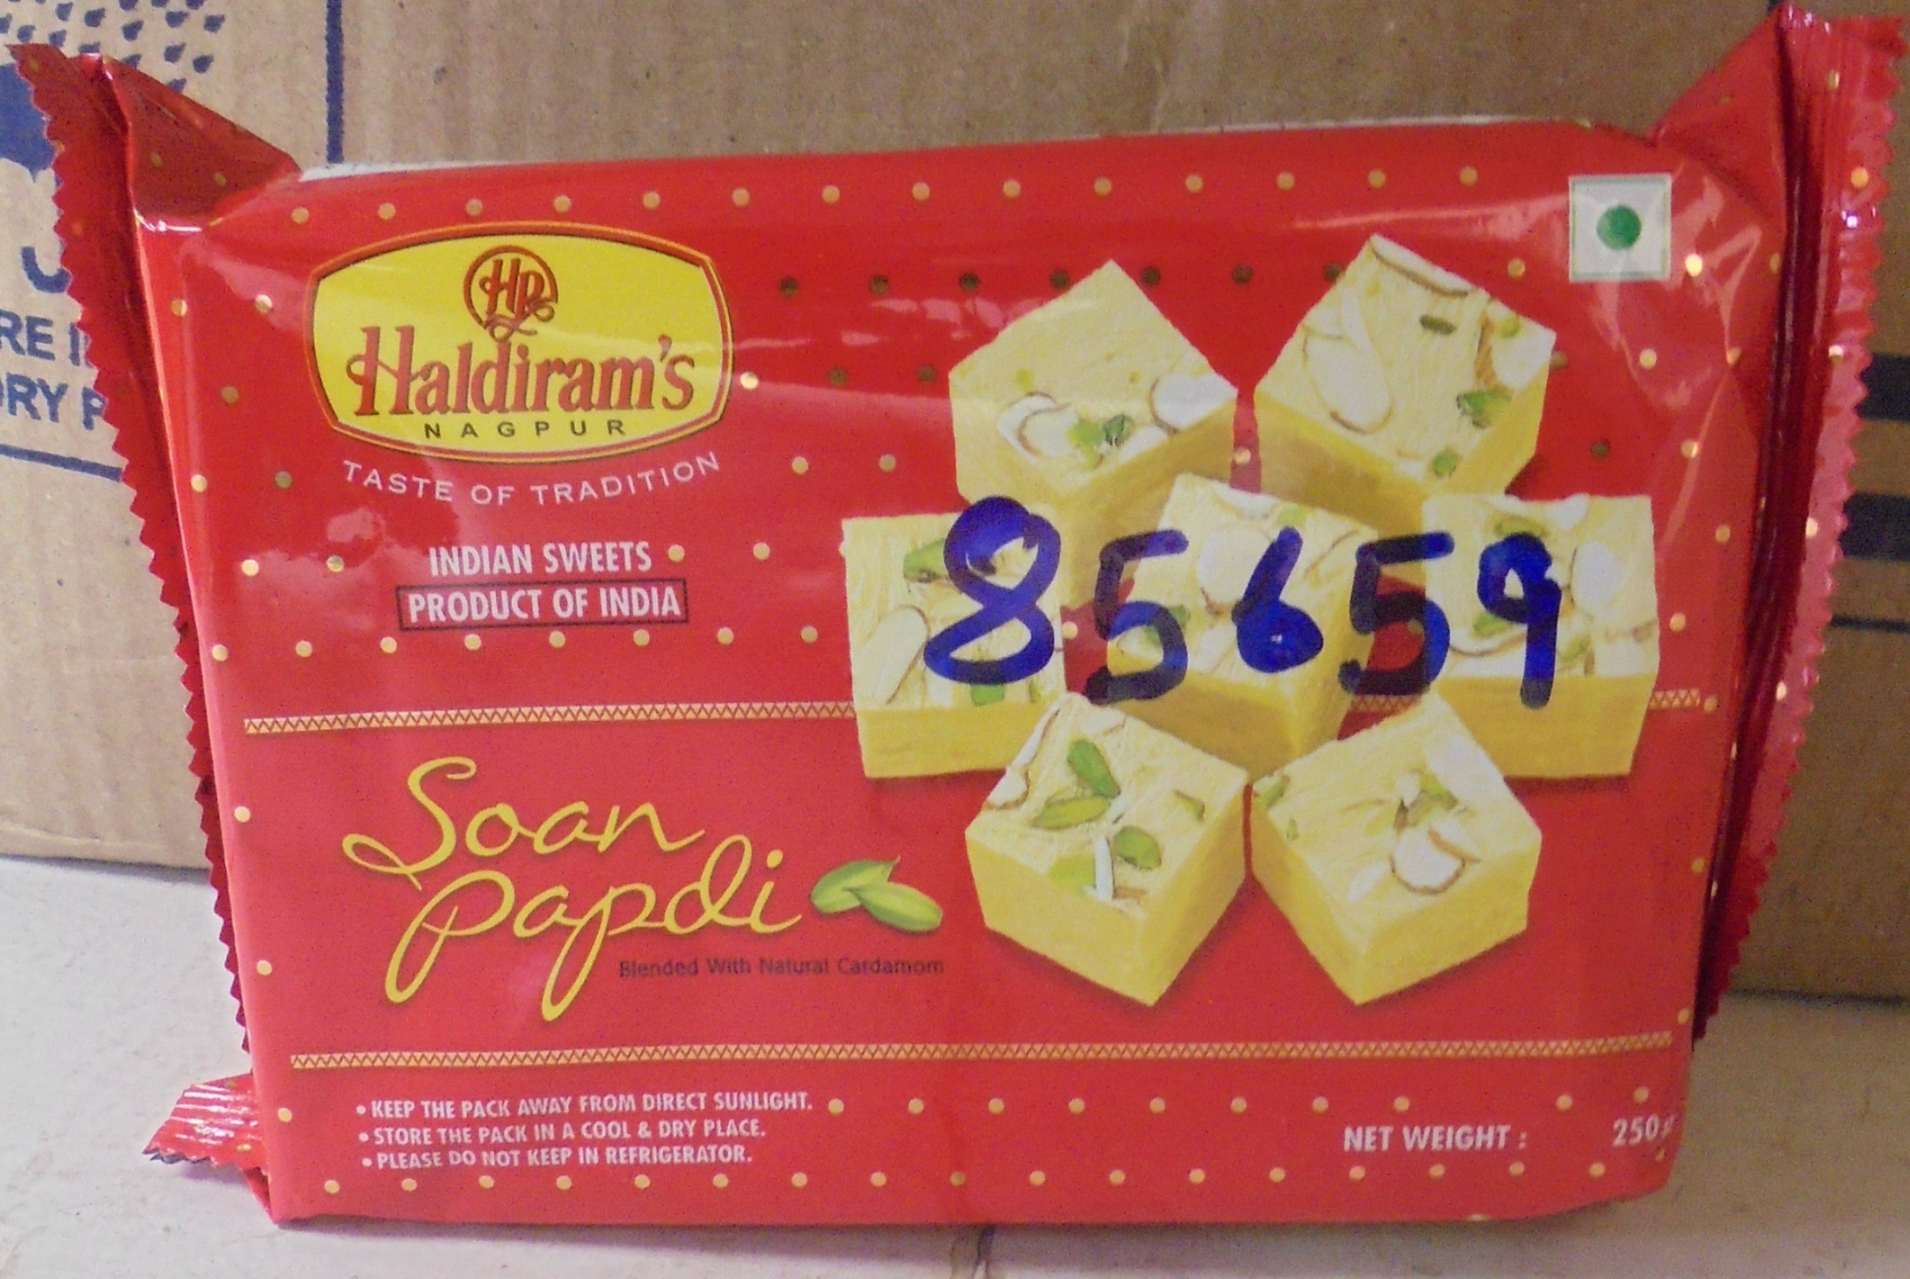 HR
Haldiram's
NAGPUR
TASTE OF TRADITION
INDIAN SWEETS
PRODUCT OF INDIA
85659
Soan
papdi
Blended With Natural Cardamom
• KEEP THE PACK AWAY FROM DIRECT SUNLIGHT.
• STORE THE PACK IN A COOL & DRY PLACE.
• PLEASE DO NOT KEEP IN REFRIGERATOR.
NET WEIGHT : 250g